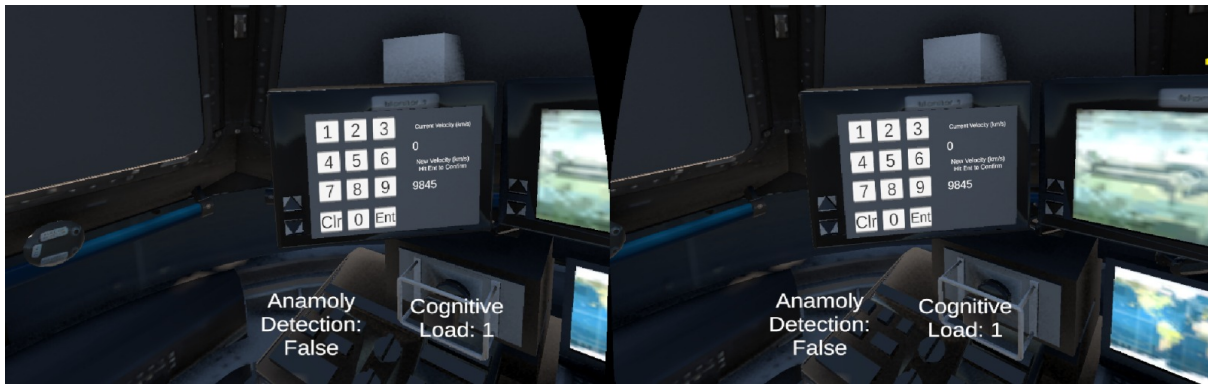 Monitor 3
1 2 3
4 5 6
7 8 9
Clr 0 Ent
Current Velocity (km/s)
0
New Velocity (km/s)
Hit Ent to Confirm
9845
Anamoly
Detection:
False
Cognitive
Load: 1
1 2 3
4 5 6
7 8 9
Clr 0 Ent
Current Velocity (km/s)
0
New Velocity (km/s)
Hit Ent to Confirm
9845
Anamoly
Detection:
False
Cognitive
Load: 1